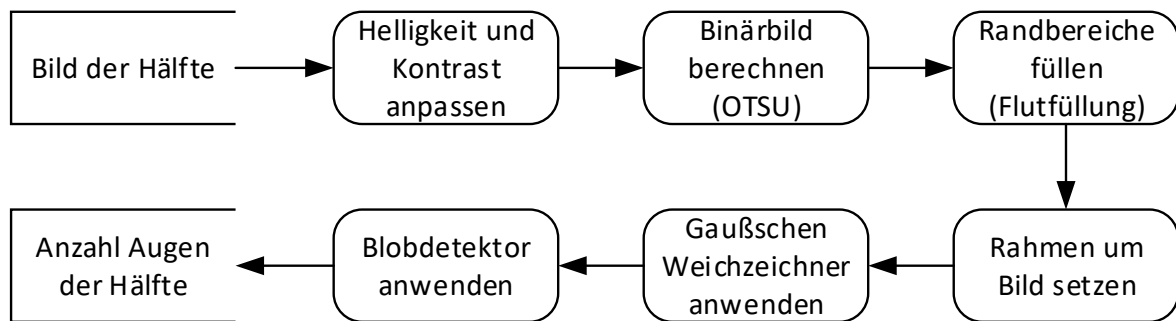 Bild der Hälfte
Helligkeit und
Kontrast
anpassen
Binärbild
berechnen
(OTSU)
Randbereiche
füllen
(Flutfüllung)
Rahmen um
Bild setzen
Gaußschen
Weichzeichner
anwenden
Blobdetektor
anwenden
Anzahl Augen
der Hälfte